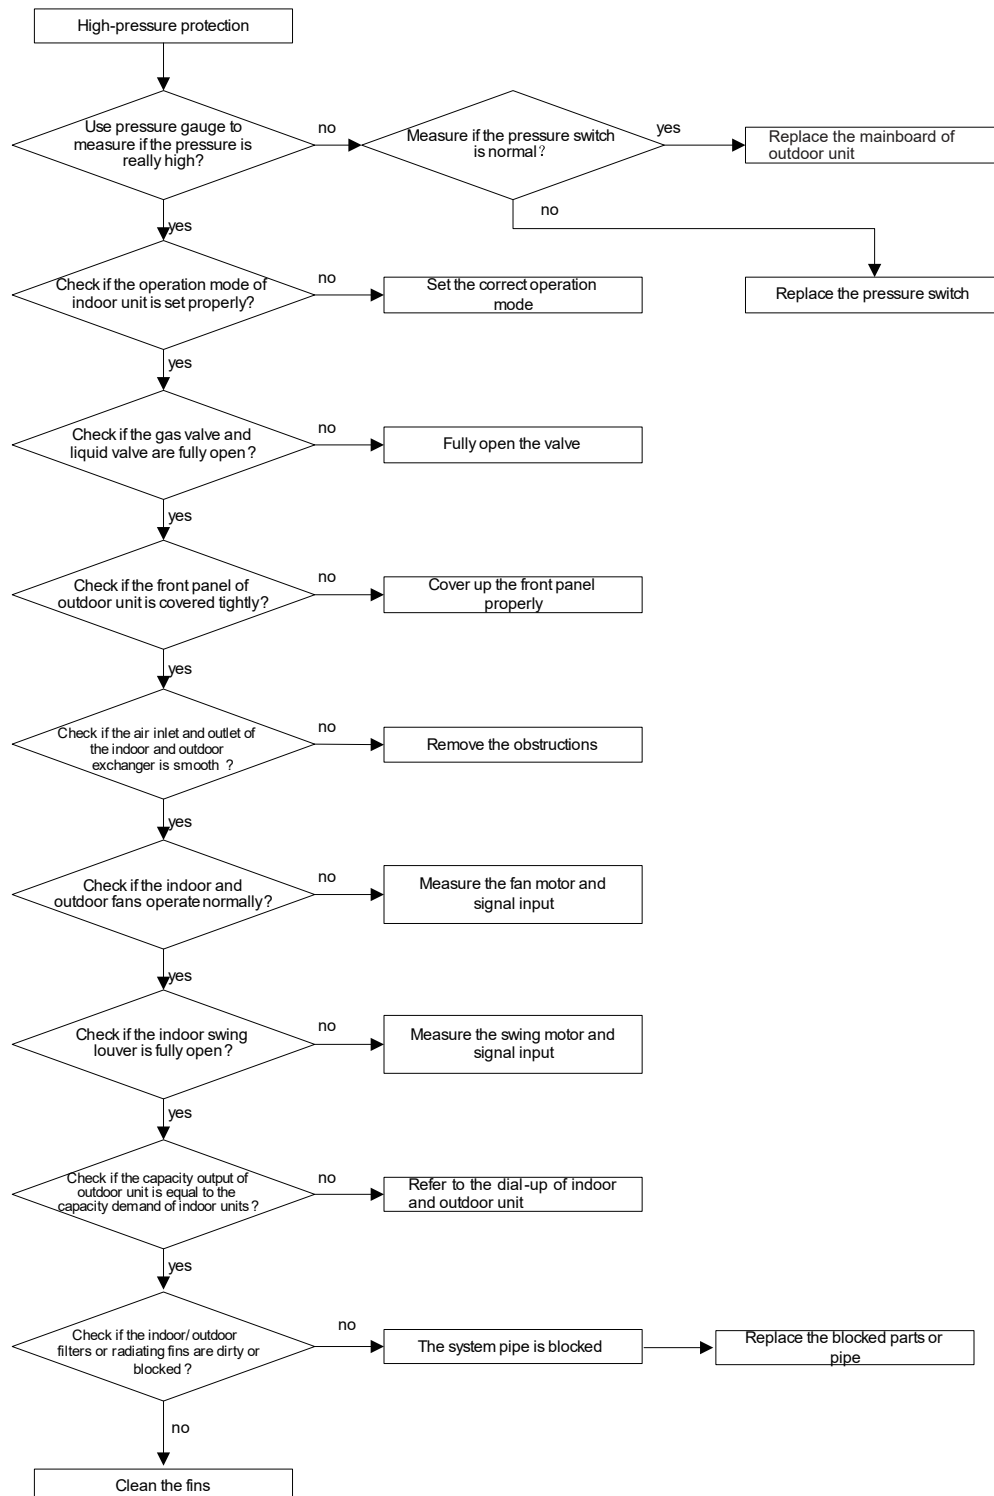 High-pressure protection
Use pressure gauge to
measure if the pressure is
really high?
no
Measure if the pressure switch
is normal?
yes
Replace the mainboard of
outdoor unit
yes
no
Replace the pressure switch
Check if the operation mode of
indoor unit is set properly?
no
Set the correct operation
mode
yes
Check if the gas valve and
liquid valve are fully open?
no
Fully open the valve
yes
Check if the front panel of
outdoor unit is covered tightly?
no
Cover up the front panel
properly
yes
Check if the air inlet and outlet of
the indoor and outdoor
exchanger is smooth ?
no
Remove the obstructions
yes
Check if the indoor and
outdoor fans operate normally?
no
Measure the fan motor and
signal input
yes
Check if the indoor swing
louver is fully open?
no
Measure the swing motor and
signal input
yes
Check if the capacity output of
outdoor unit is equal to the
capacity demand of indoor units?
no
Refer to the dial-up of indoor
and outdoor unit
yes
Check if the indoor/ outdoor
filters or radiating fins are dirty or
blocked?
no
The system pipe is blocked
Replace the blocked parts or
pipe
no
Clean the fins